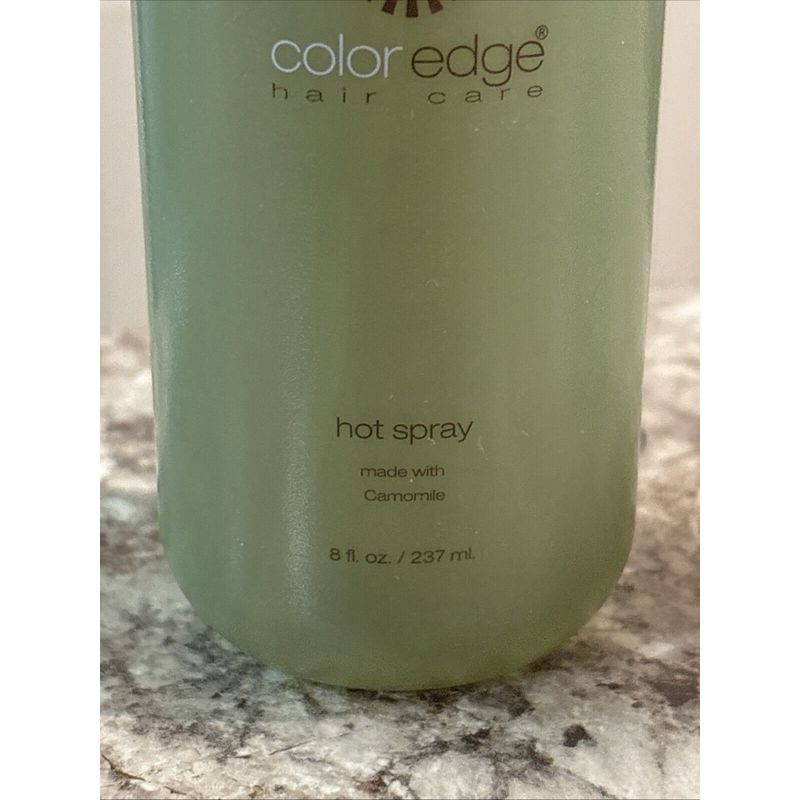 color edge®
hair care
hot spray
made with
Camomile
8 fl. oz. / 237 ml.